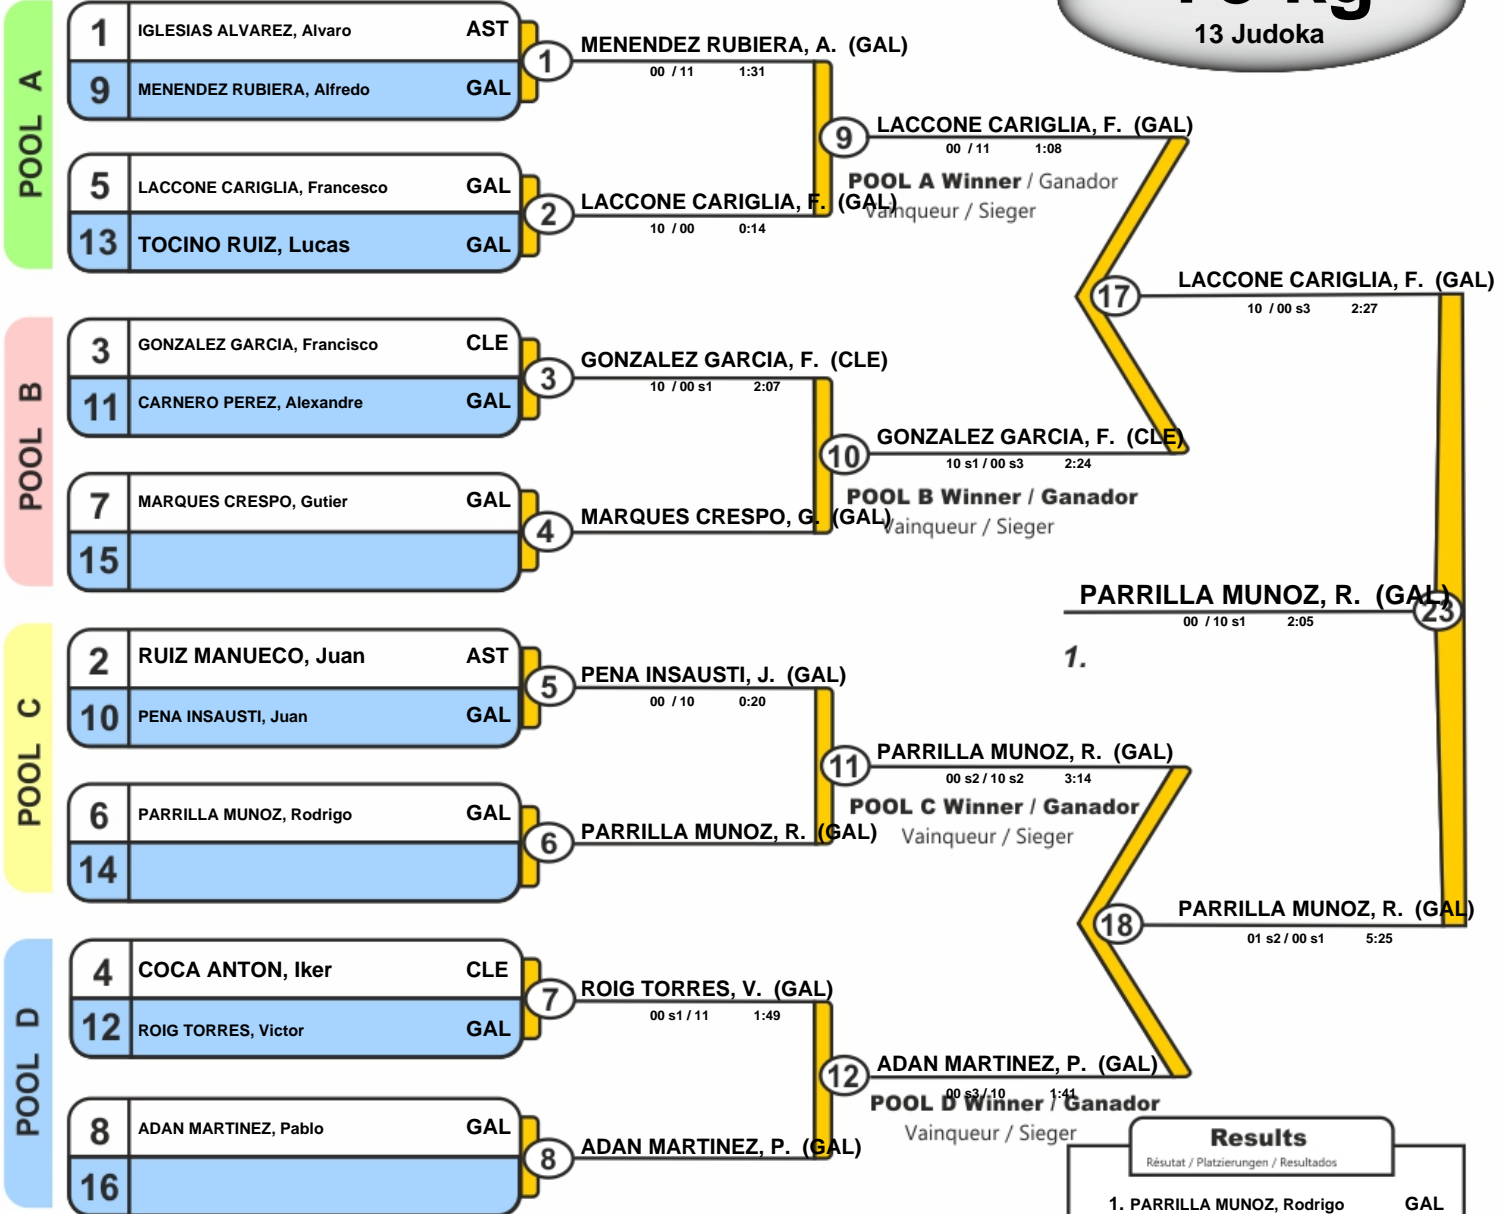 13 Judoka
POOL A
1 IGLESIAS ALVAREZ, Alvaro AST
9 MENENDEZ RUBIERA, Alfredo GAL
1 MENENDEZ RUBIERA, A. (GAL)
00 / 11 1:31
5 LACCONE CARIGLIA, Francesco GAL
13 TOCINO RUIZ, Lucas GAL
2 LACCONE CARIGLIA, F. (GAL)
10 / 00 0:14
9 LACCONE CARIGLIA, F. (GAL)
00 / 11 1:08
POOL A Winner / Ganador
Vainqueur / Sieger
POOL B
3 GONZALEZ GARCIA, Francisco CLE
11 CARNERO PEREZ, Alexandre GAL
3 GONZALEZ GARCIA, F. (CLE)
10 / 00 s1 2:07
7 MARQUES CRESPO, Gutier GAL
15
4 MARQUES CRESPO, G. (GAL)
10 GONZALEZ GARCIA, F. (CLE)
10 s1 / 00 s3 2:24
POOL B Winner / Ganador
Vainqueur / Sieger
17 LACCONE CARIGLIA, F. (GAL)
10 / 00 s3 2:27
PARRILLA MUNOZ, R. (GAL) 23
00 / 10 s1 2:05
1.
POOL C
2 RUIZ MANUECO, Juan AST
10 PENA INSAUSTI, Juan GAL
5 PENA INSAUSTI, J. (GAL)
00 / 10 0:20
6 PARRILLA MUNOZ, Rodrigo GAL
14
6 PARRILLA MUNOZ, R. (GAL)
11 PARRILLA MUNOZ, R. (GAL)
00 s2 / 10 s2 3:14
POOL C Winner / Ganador
Vainqueur / Sieger
18 PARRILLA MUNOZ, R. (GAL)
01 s2 / 00 s1 5:25
POOL D
4 COCA ANTON, Iker CLE
12 ROIG TORRES, Victor GAL
7 ROIG TORRES, V. (GAL)
00 s1 / 11 1:49
8 ADAN MARTINEZ, Pablo GAL
16
8 ADAN MARTINEZ, P. (GAL)
12 ADAN MARTINEZ, P. (GAL)
00 s3 / 10 1:41
POOL D Winner / Ganador
Vainqueur / Sieger
Results
Résutat / Platzierungen / Resultados
1. PARRILLA MUNOZ, Rodrigo GAL